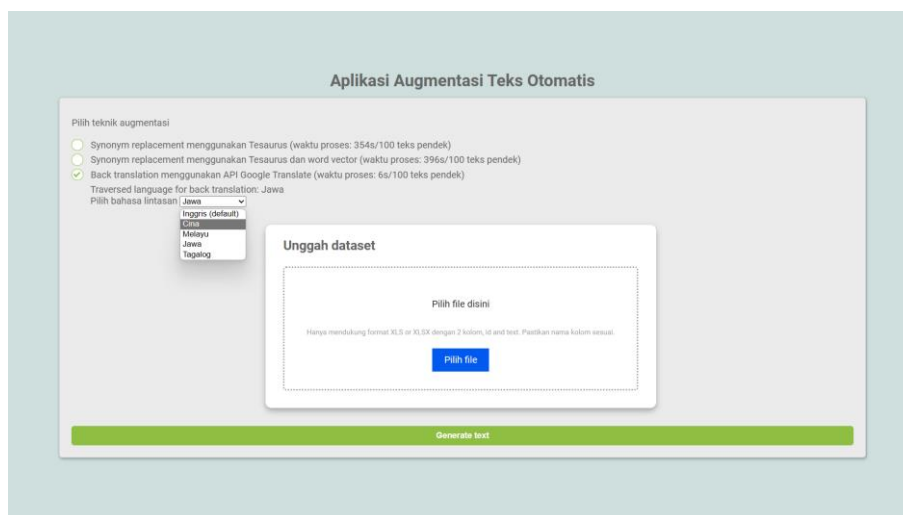 Aplikasi Augmentasi Teks Otomatis
Pilih teknik augmentasi
Synonym replacement menggunakan Tesaurus (waktu proses: 354s/100 teks pendek)
Synonym replacement menggunakan Tesaurus dan word vector (waktu proses: 396s/100 teks pendek)
Back translation menggunakan API Google Translate (waktu proses: 6s/100 teks pendek)
Traversed language for back translation: Jawa
Pilih bahasa lintasan Jawa
Inggris (default)
Cina
Melayu
Jawa
Tagalog
Unggah dataset
Pilih file disini
Hanya mendukung format XLS or XLSX dengan 2 kolom, id and text. Pastikan nama kolom sesuai.
Pilih file
Generate text